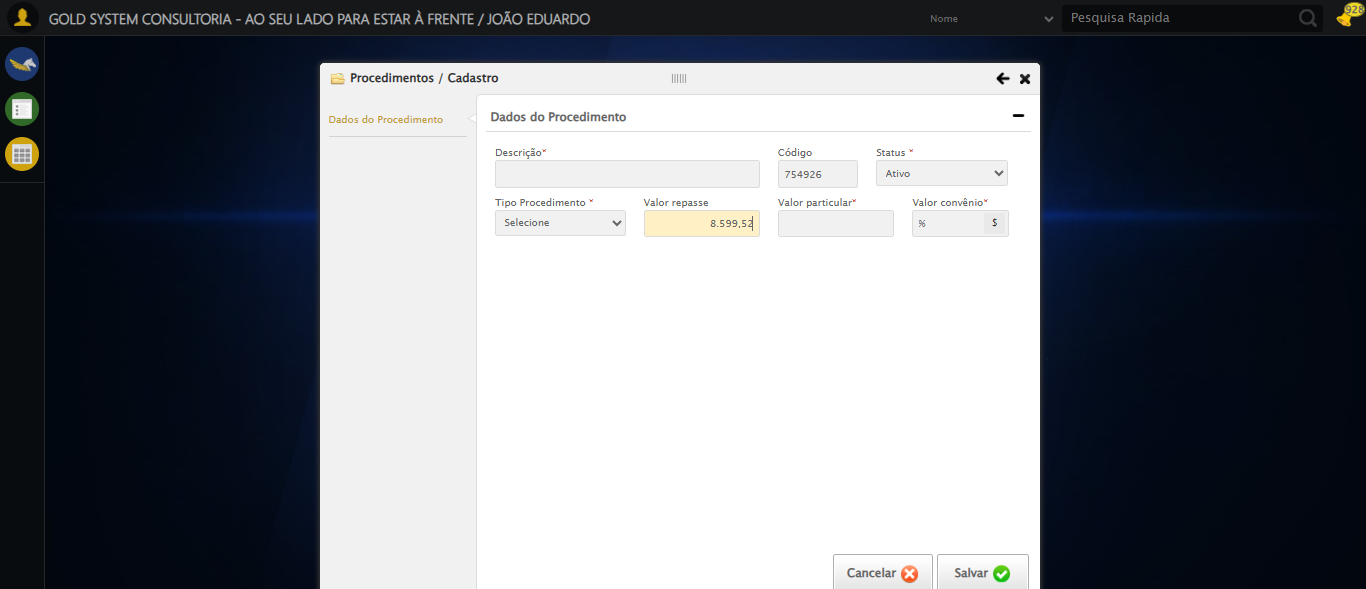 GOLD SYSTEM CONSULTORIA - AO SEU LADO PARA ESTAR À FRENTE / JOÃO EDUARDO
Nome
Pesquisa Rapida
928
Procedimentos / Cadastro
Dados do Procedimento
Dados do Procedimento
Descrição* Código Status *
754926 Ativo
Tipo Procedimento * Valor repasse Valor particular* Valor convênio*
Selecione 8.599,52 % $
Cancelar Salvar